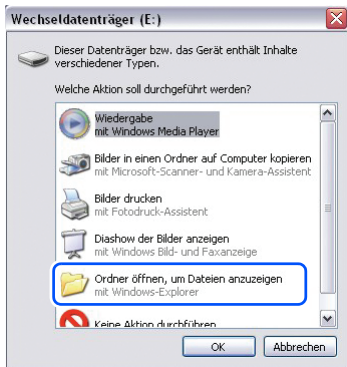 Wechseldatenträger (E:)
Dieser Datenträger bzw. das Gerät enthält Inhalte
verschiedener Typen.
Welche Aktion soll durchgeführt werden?
Wiedergabe
mit Windows Media Player
Bilder in einen Ordner auf Computer kopieren
mit Microsoft-Scanner- und Kamera-Assistent
Bilder drucken
mit Fotodruck-Assistent
Diashow der Bilder anzeigen
mit Windows Bild- und Faxanzeige
Ordner öffnen, um Dateien anzuzeigen
mit Windows-Explorer
Keine Aktion durchführen
OK Abbrechen